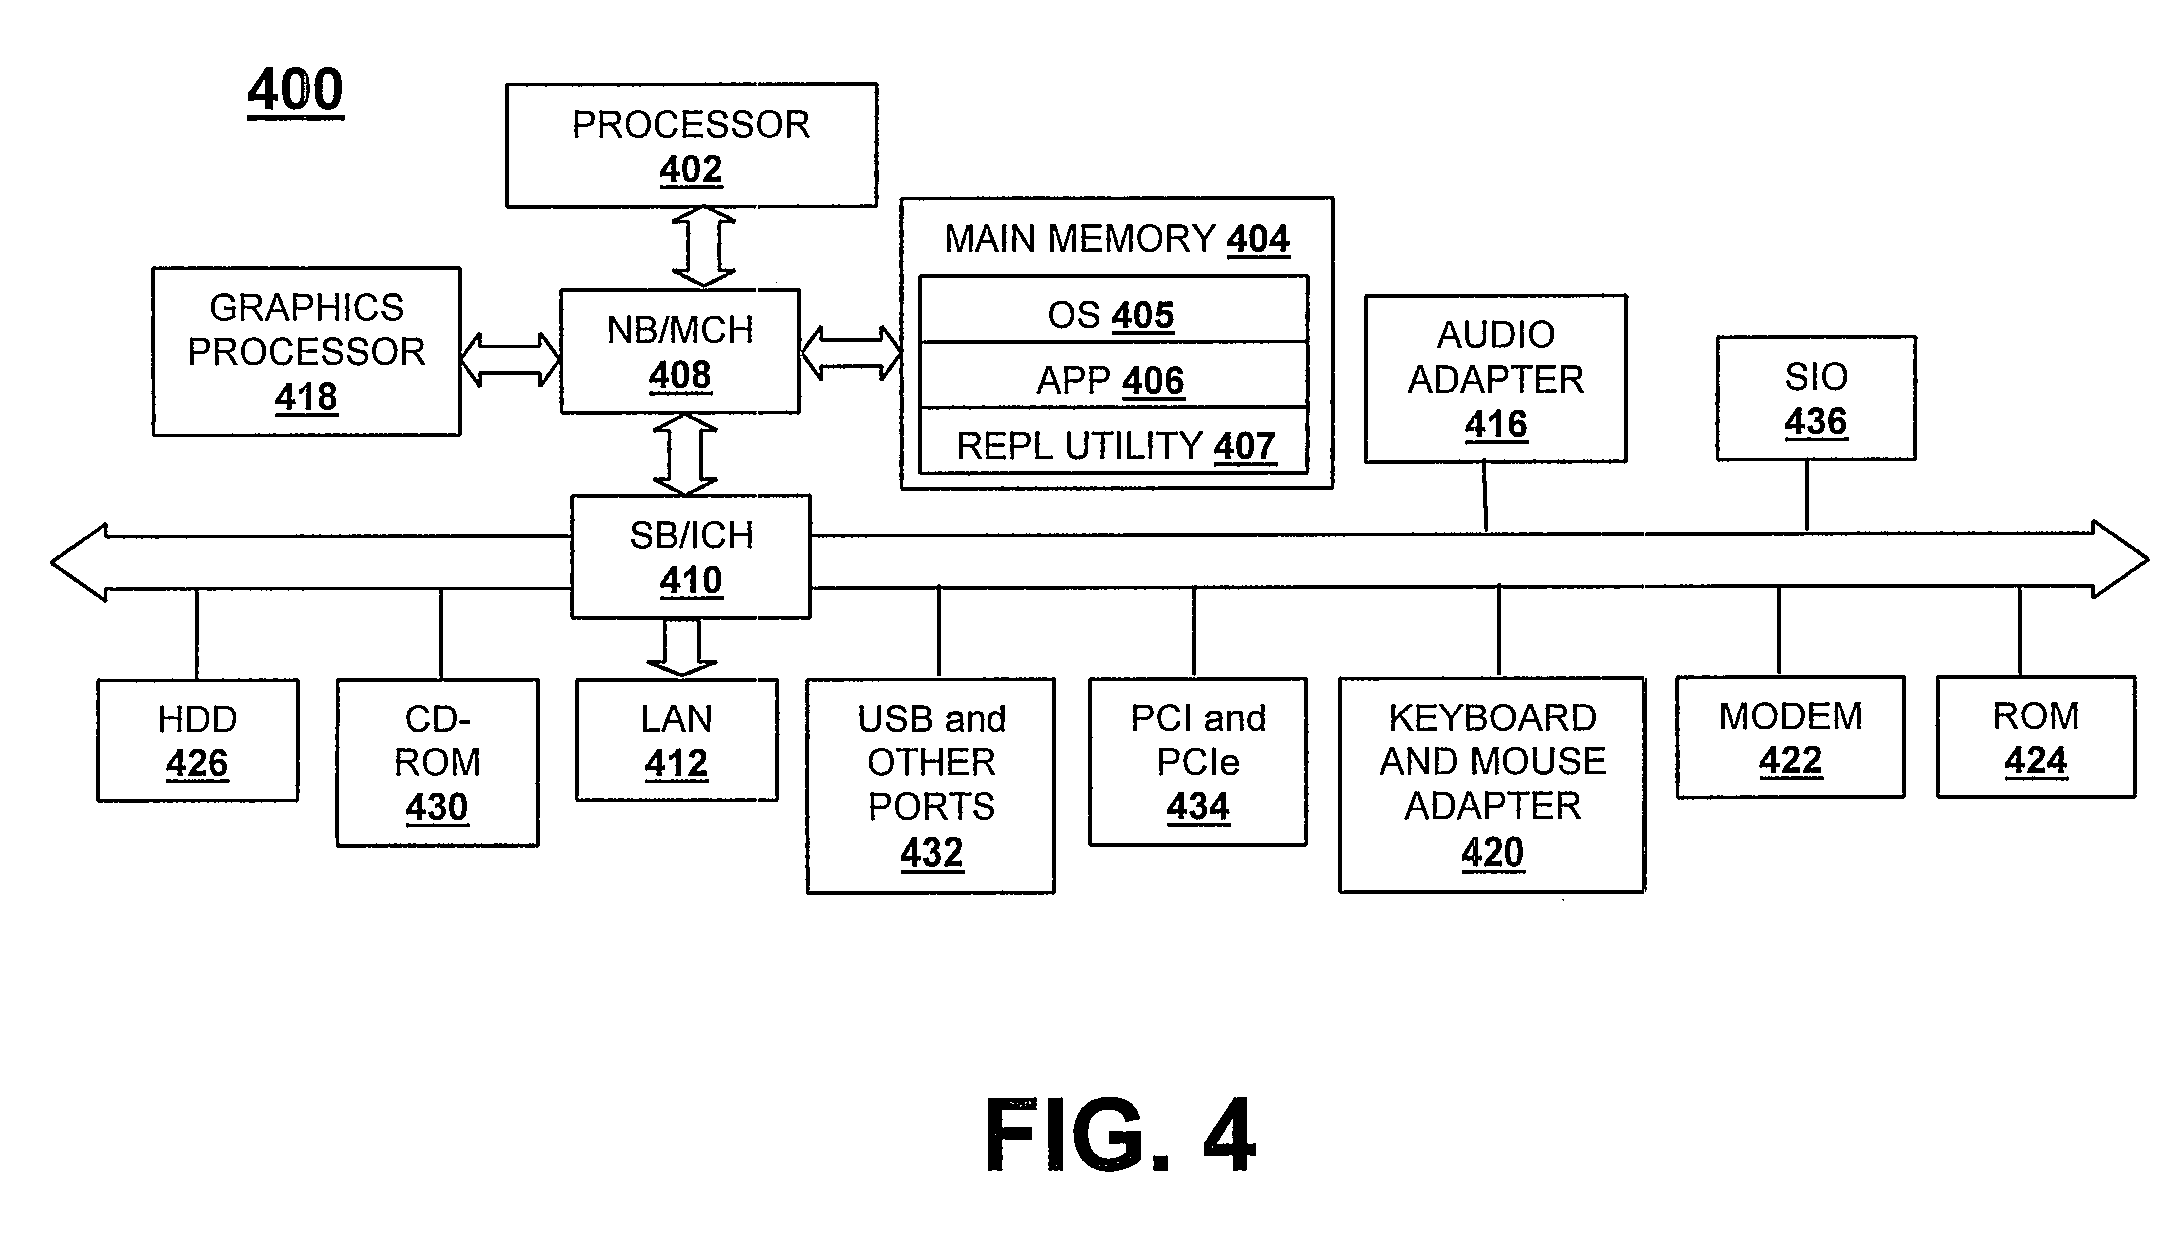 400
PROCESSOR
402
MAIN MEMORY 404
OS 405
APP 406
REPL UTILITY 407
GRAPHICS
PROCESSOR
418
NB/MCH
408
AUDIO
ADAPTER
416
SIO
436
SB/ICH
410
HDD
426
CD-
ROM
430
LAN
412
USB and
OTHER
PORTS
432
PCI and
PCIe
434
KEYBOARD
AND MOUSE
ADAPTER
420
MODEM
422
ROM
424
FIG. 4